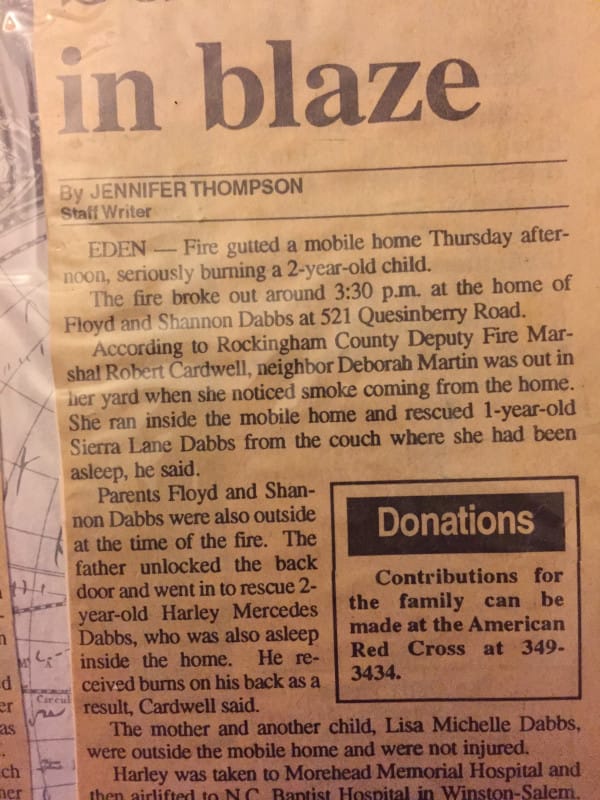 in blaze
By JENNIFER THOMPSON
Staff Writer
EDEN — Fire gutted a mobile home Thursday after-
noon, seriously burning a 2-year-old child.
The fire broke out around 3:30 p.m. at the home of
Floyd and Shannon Dabbs at 521 Quesinberry Road.
According to Rockingham County Deputy Fire Mar-
shal Robert Cardwell, neighbor Deborah Martin was out in
her yard when she noticed smoke coming from the home.
She ran inside the mobile home and rescued 1-year-old
Sierra Lane Dabbs from the couch where she had been
asleep, he said.
Parents Floyd and Shan-
non Dabbs were also outside
at the time of the fire. The
father unlocked the back
door and went in to rescue 2-
year-old Harley Mercedes
Dabbs, who was also asleep
inside the home. He re-
ceived burns on his back as a
result, Cardwell said.
Donations
Contributions for
the family can be
made at the American
Red Cross at 349-
3434.
The mother and another child, Lisa Michelle Dabbs,
were outside the mobile home and were not injured.
Harley was taken to Morehead Memorial Hospital and
then airlifted to N.C. Baptist Hospital in Winston-Salem.